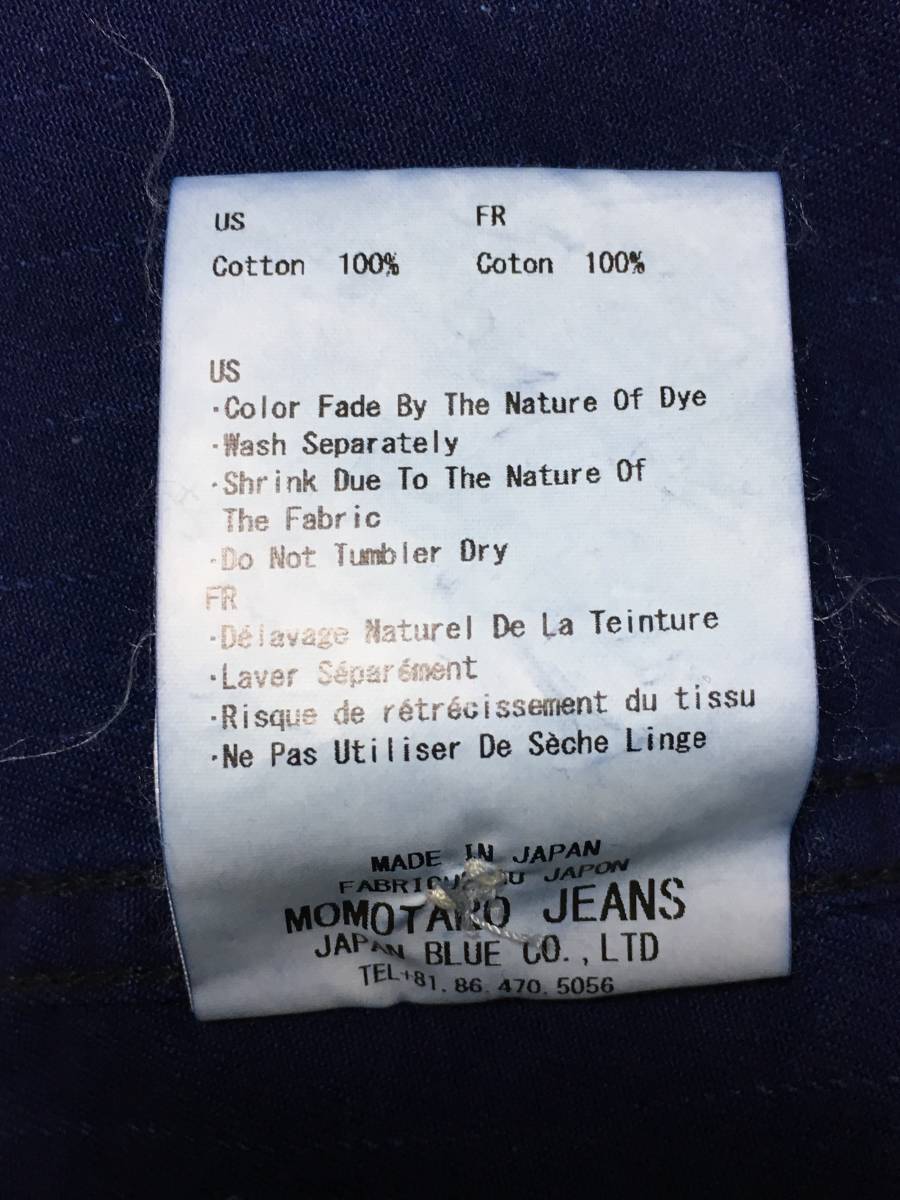 US FR
Cotton 100% Coton 100%
US
·Color Fade By The Nature Of Dye
·Wash Separately
·Shrink Due To The Nature Of
The Fabric
·Do Not Tumbler Dry
FR
·Délavage Naturel De La Teinture
·Laver Séparément
·Risque de rétrécissement du tissu
·Ne Pas Utiliser De Sèche Linge
MADE IN JAPAN
JAPON
MOMOTARO JEANS
JAPAN BLUE CO.,LTD
TEL+81.86.470.5056